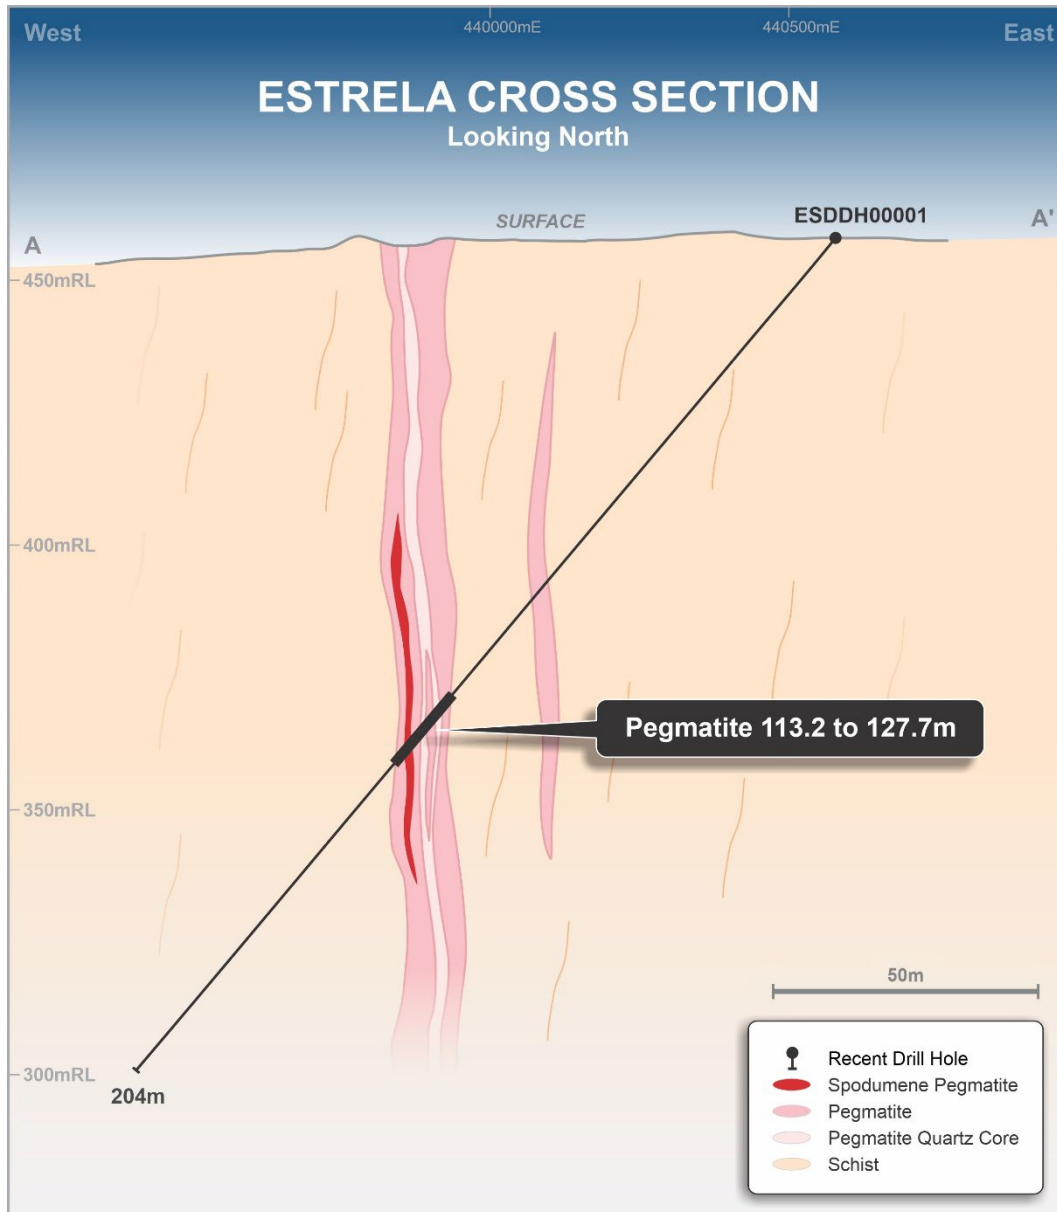 West
440000mE
440500mE
East
ESTRELA CROSS SECTION
Looking North
SURFACE
ESDDH00001
A
A'
450mRL
400mRL
Pegmatite 113.2 to 127.7m
350mRL
50m
300mRL
204m
Recent Drill Hole
Spodumene Pegmatite
Pegmatite
Pegmatite Quartz Core
Schist